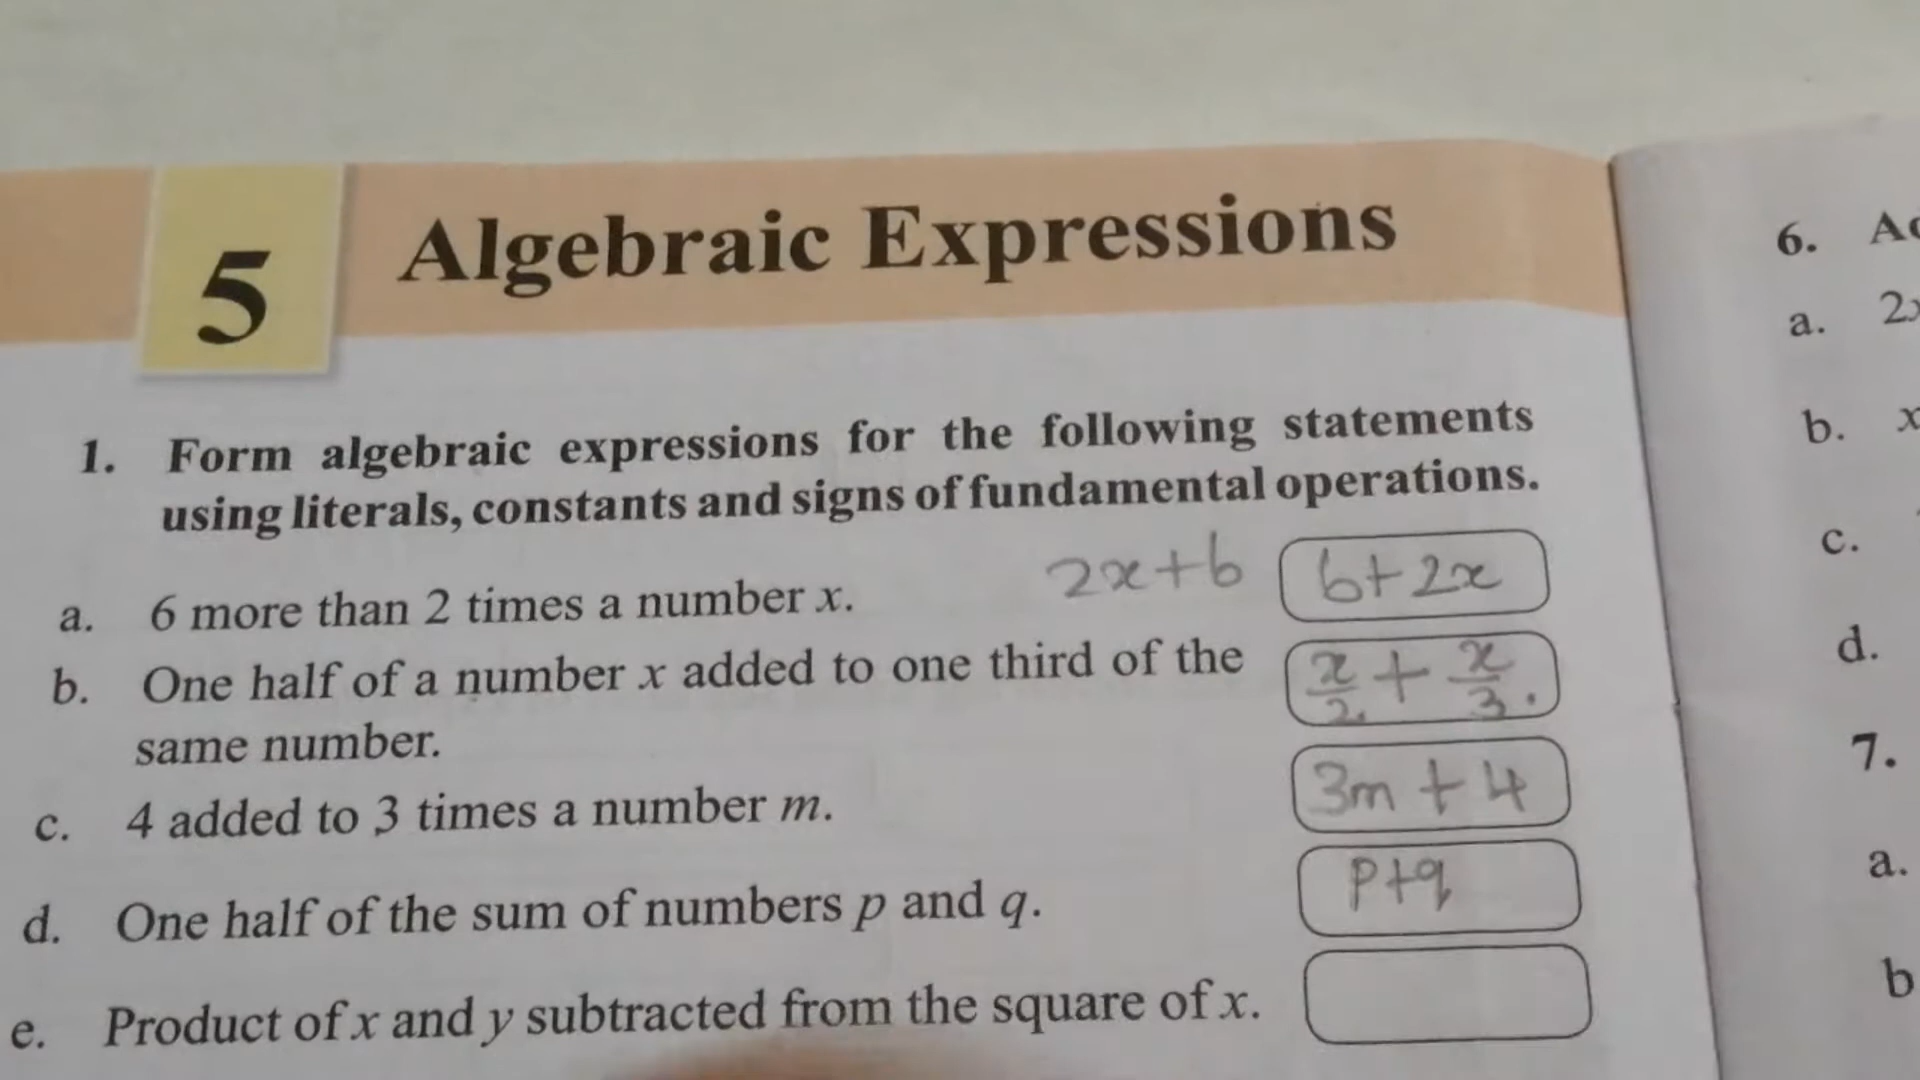 5 Algebraic Expressions
1. Form algebraic expressions for the following statements
using literals, constants and signs of fundamental operations.
a. 6 more than 2 times a number x. 2x+6 6+2x
b. One half of a number x added to one third of the
same number. x/2 + x/3.
c. 4 added to 3 times a number m. 3m + 4
d. One half of the sum of numbers p and q. p+q
e. Product of x and y subtracted from the square of x.
6.
a.
b. x
c.
d.
7.
a.
b